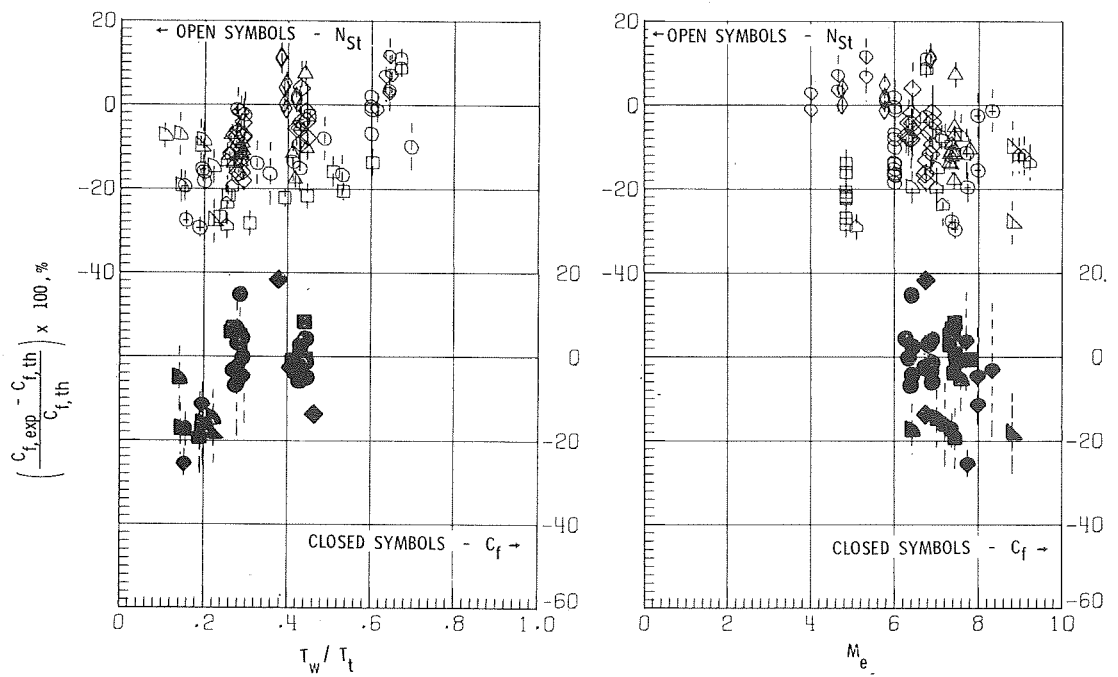 20
← OPEN SYMBOLS - N_St
0
-20
-40
20
0
-20
-40
-60
CLOSED SYMBOLS - C_f →
0 .2 .4 .6 .8 1.0
T_w / T_t
(C_f,exp - C_f,th / C_f,th) x 100, %
20
← OPEN SYMBOLS - N_St
0
-20
-40
20.
0
-20
-40
-60
CLOSED SYMBOLS - C_f →
0 2 4 6 8 10
M_e